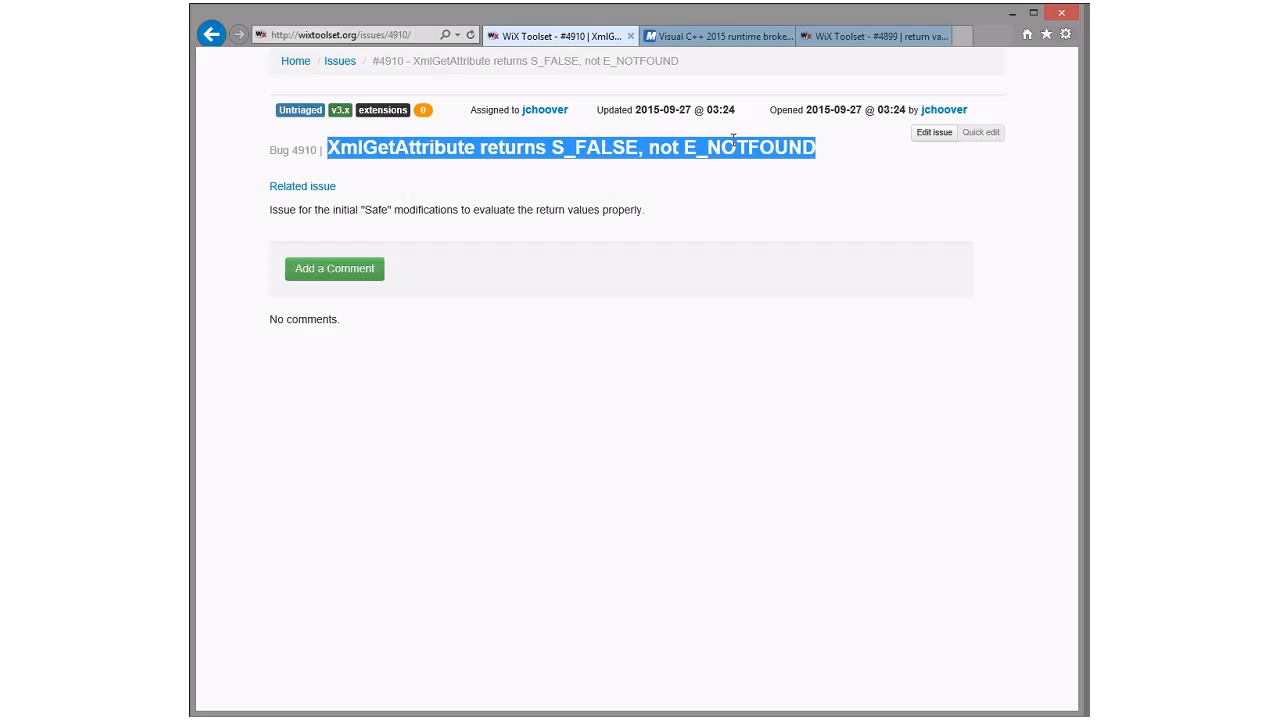 http://wixtoolset.org/issues/4910/
WiX Toolset - #4910 | XmlG...
Visual C++ 2015 runtime broke...
WiX Toolset - #4899 | return va...
Home / Issues / #4910 - XmlGetAttribute returns S_FALSE, not E_NOTFOUND
Untriaged v3.x extensions 0 Assigned to jchoover Updated 2015-09-27 @ 03:24 Opened 2015-09-27 @ 03:24 by jchoover
Edit issue Quick edit
Bug 4910 | XmlGetAttribute returns S_FALSE, not E_NOTFOUND
Related issue
Issue for the initial "Safe" modifications to evaluate the return values properly.
Add a Comment
No comments.